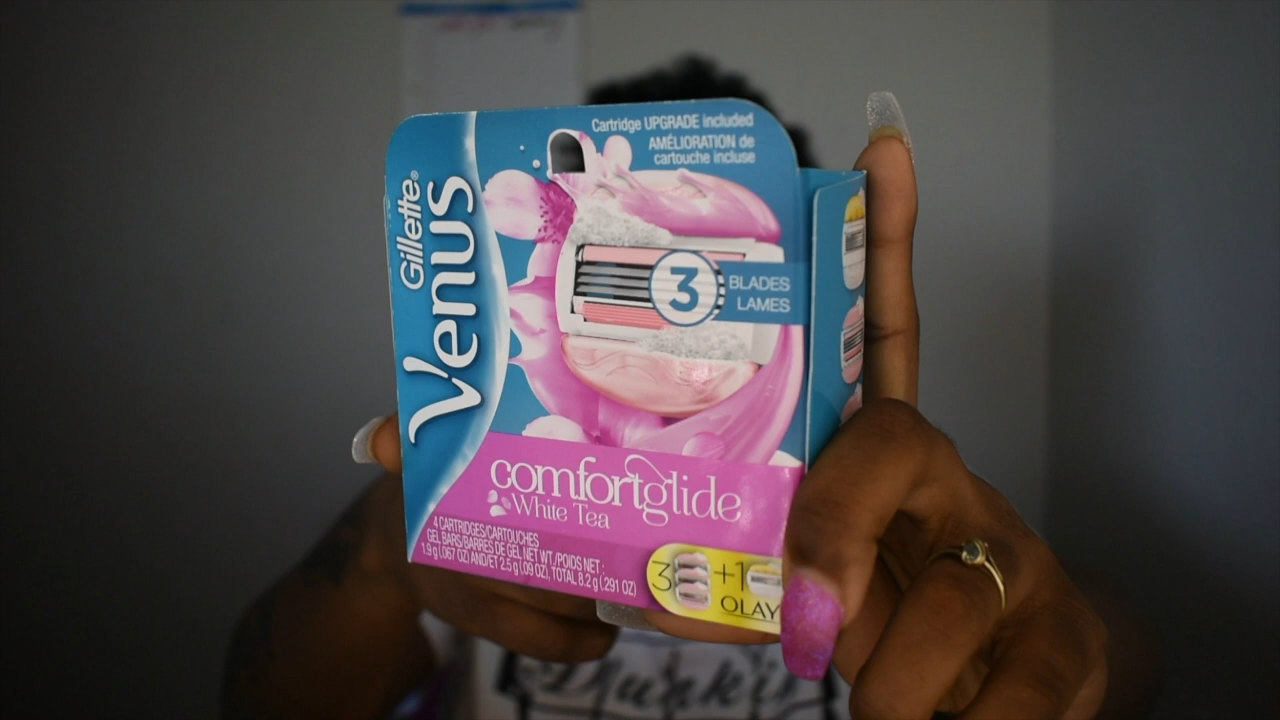 Cartridge UPGRADE included
AMÉLIORATION de
cartouche incluse
Gillette®
Venus
3
BLADES
LAMES
comfortglide
White Tea
4 CARTRIDGES/CARTOUCHES
GEL BARS/BARRES DE GEL NET WT./POIDS NET :
1.9 g (.067 OZ) AND/ET 2.5 g (.09 OZ), TOTAL 8.2 g (.291 OZ)
3 +1
OLAY